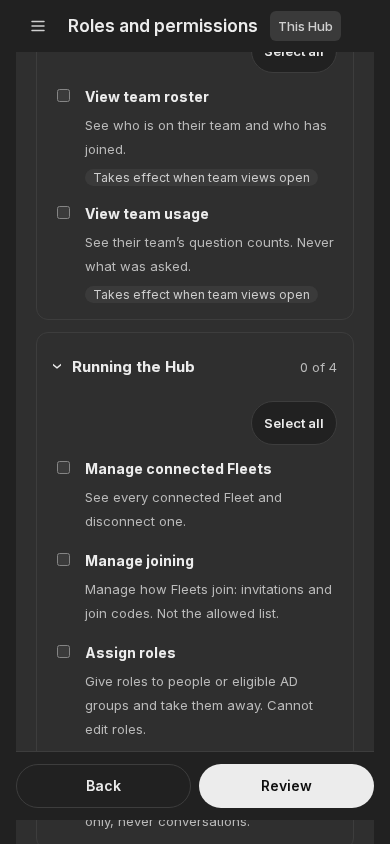 Roles and permissions
This Hub
Select all
View team roster
See who is on their team and who has
joined.
Takes effect when team views open
View team usage
See their team’s question counts. Never
what was asked.
Takes effect when team views open
Running the Hub
0 of 4
Select all
Manage connected Fleets
See every connected Fleet and
disconnect one.
Manage joining
Manage how Fleets join: invitations and
join codes. Not the allowed list.
Assign roles
Give roles to people or eligible AD
groups and take them away. Cannot
edit roles.
Back
Review
only, never conversations.